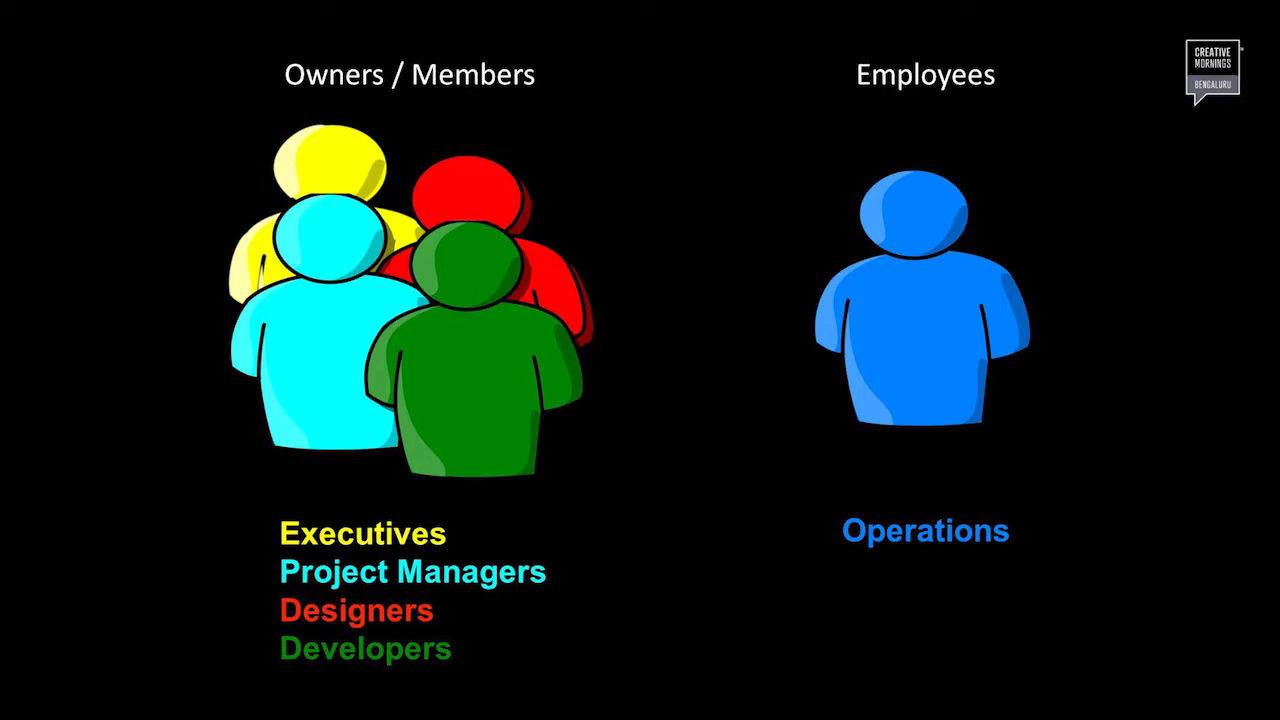 Owners / Members
Employees
CREATIVE
MORNINGS
BENGALURU
Executives
Project Managers
Designers
Developers
Operations